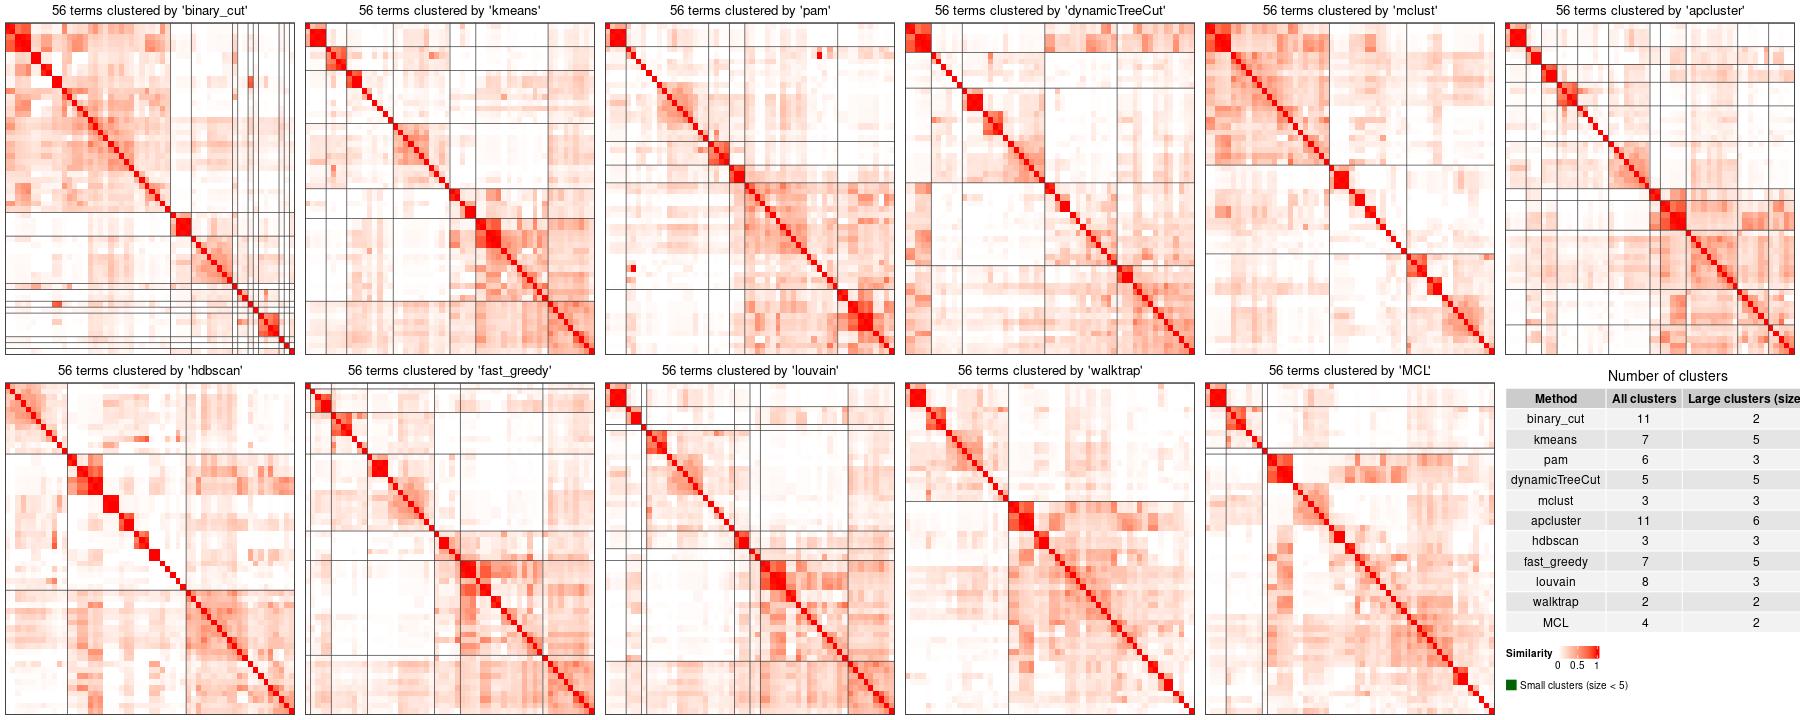 56 terms clustered by 'binary_cut'
56 terms clustered by 'kmeans'
56 terms clustered by 'pam'
56 terms clustered by 'dynamicTreeCut'
56 terms clustered by 'mclust'
56 terms clustered by 'apcluster'
56 terms clustered by 'hdbscan'
56 terms clustered by 'fast_greedy'
56 terms clustered by 'louvain'
56 terms clustered by 'walktrap'
56 terms clustered by 'MCL'
Number of clusters
Method All clusters Large clusters (size
binary_cut 11 2
kmeans 7 5
pam 6 3
dynamicTreeCut 5 5
mclust 3 3
apcluster 11 6
hdbscan 3 3
fast_greedy 7 5
louvain 8 3
walktrap 2 2
MCL 4 2
Similarity
0 0.5 1
Small clusters (size < 5)